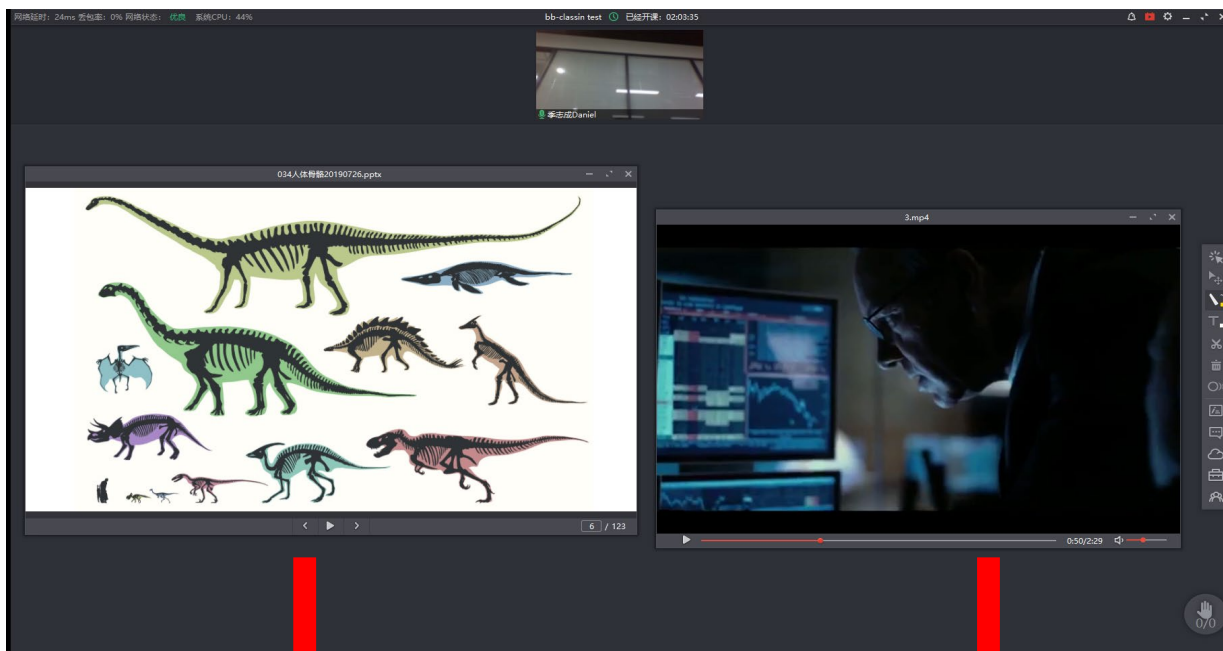 网络延时: 24ms 丢包率: 0% 网络状态: 优良 系统CPU: 44%
bb-classin test 已经开课: 02:03:35
季志成Daniel
034人体骨骼20190726.pptx
3.mp4
6 / 123
0:50/2:29
0/0